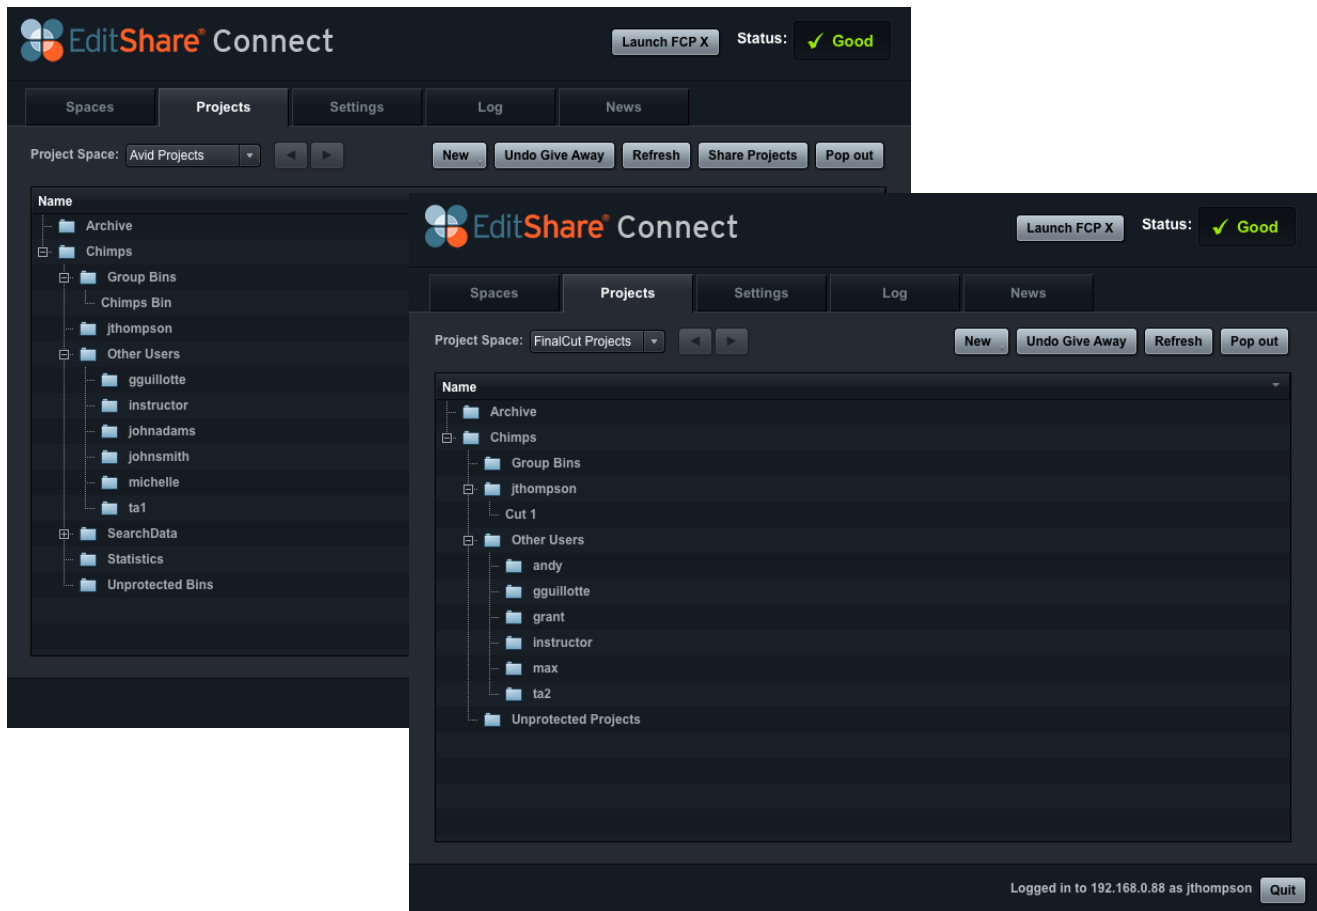 EditShare® Connect
Launch FCP X Status: Good
Spaces Projects Settings Log News
Project Space: Avid Projects New Undo Give Away Refresh Share Projects Pop out
Name
Archive
Chimps
Group Bins
Chimps Bin
jthompson
Other Users
gguillotte
instructor
johnadams
johnsmith
michelle
ta1
SearchData
Statistics
Unprotected Bins
EditShare® Connect
Launch FCP X Status: Good
Spaces Projects Settings Log News
Project Space: FinalCut Projects New Undo Give Away Refresh Pop out
Name
Archive
Chimps
Group Bins
jthompson
Cut 1
Other Users
andy
gguillotte
grant
instructor
max
ta2
Unprotected Projects
Logged in to 192.168.0.88 as jthompson Quit